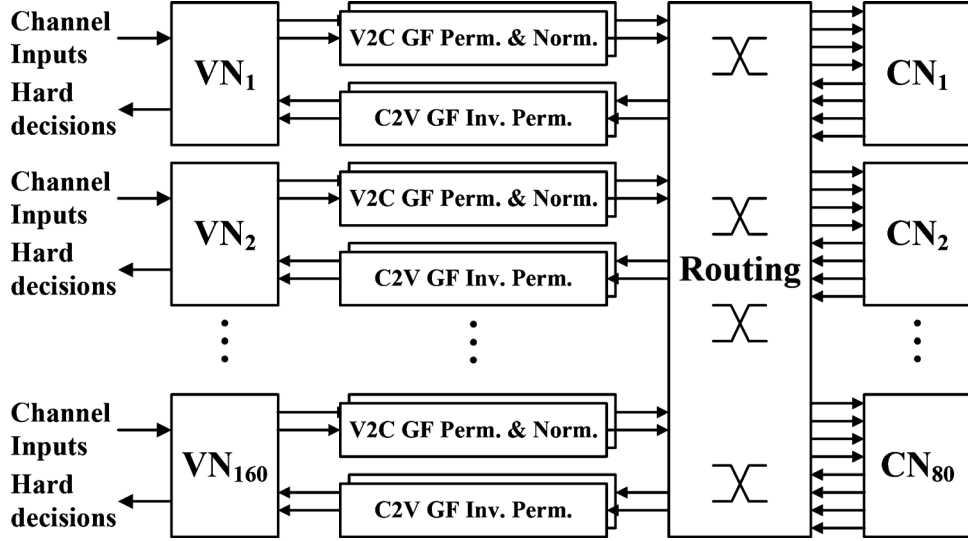 Channel
Inputs
Hard
decisions
VN1
V2C GF Perm. & Norm.
C2V GF Inv. Perm.
CN1
Channel
Inputs
Hard
decisions
VN2
V2C GF Perm. & Norm.
C2V GF Inv. Perm.
Routing
CN2
Channel
Inputs
Hard
decisions
VN160
V2C GF Perm. & Norm.
C2V GF Inv. Perm.
CN80